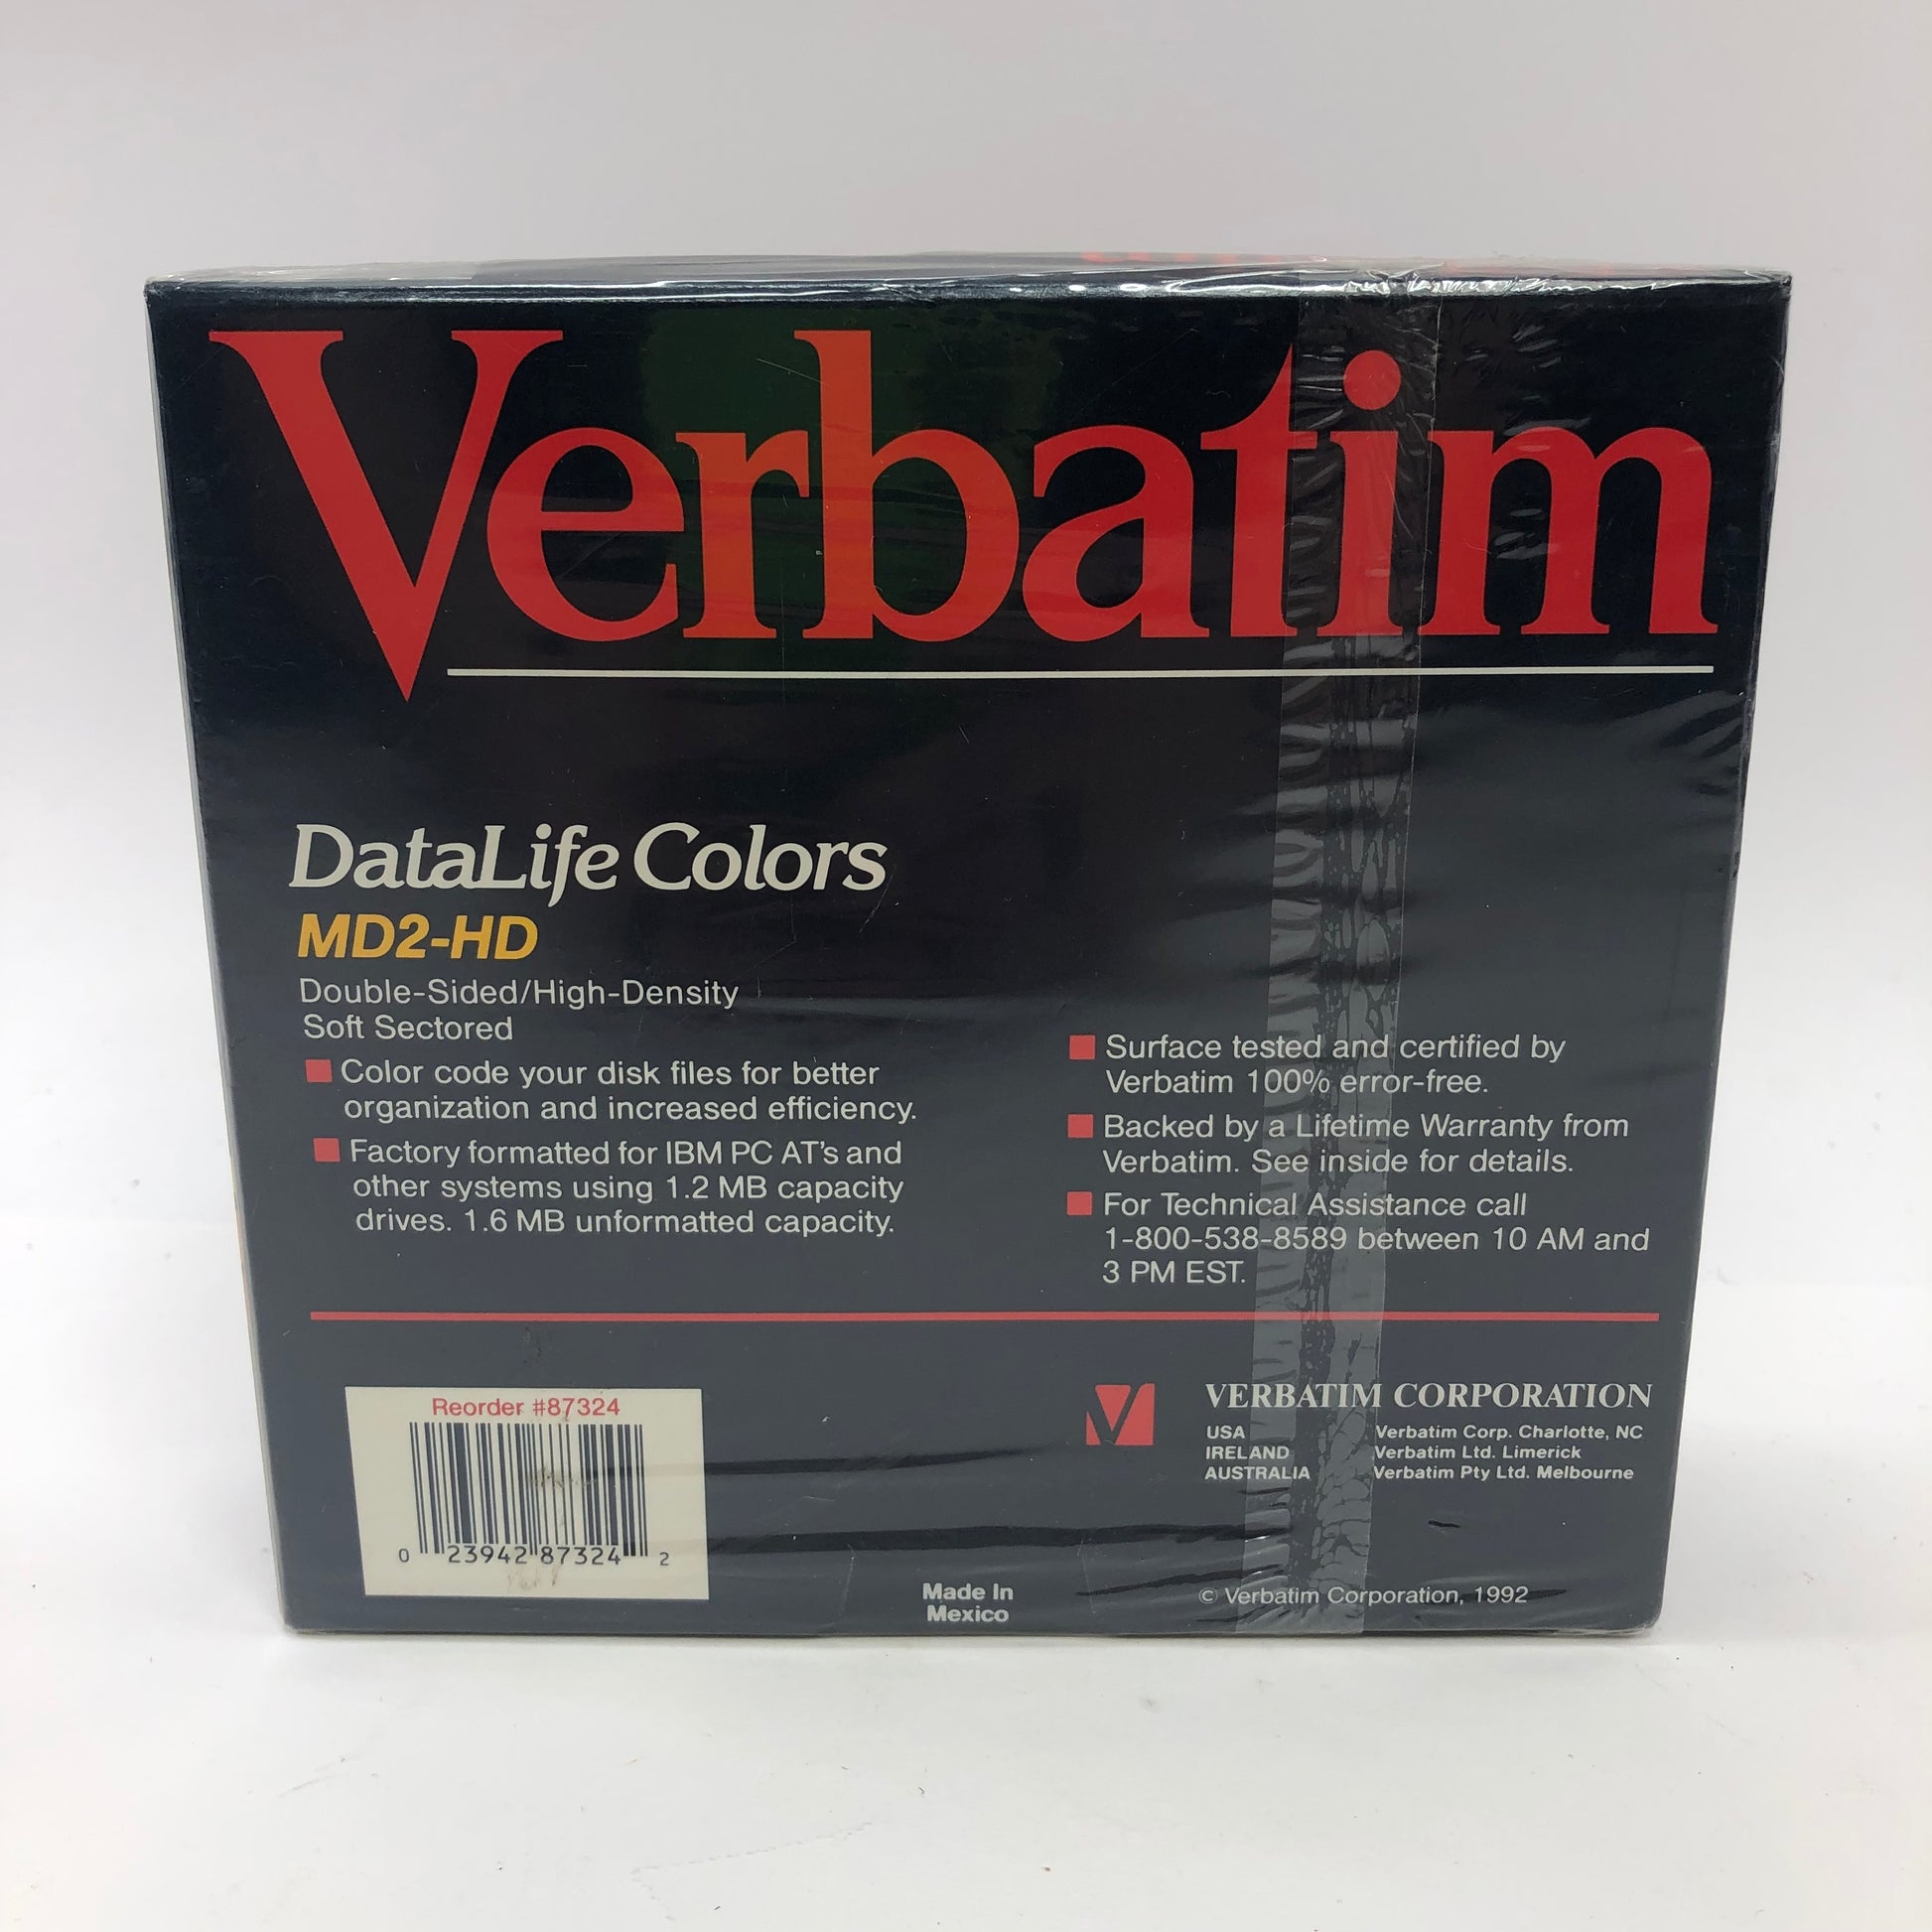 Verbatim
DataLife Colors
MD2-HD
Double-Sided/High-Density
Soft Sectored
■ Color code your disk files for better
organization and increased efficiency.
■ Factory formatted for IBM PC AT's and
other systems using 1.2 MB capacity
drives. 1.6 MB unformatted capacity.
■ Surface tested and certified by
Verbatim 100% error-free.
■ Backed by a Lifetime Warranty from
Verbatim. See inside for details.
■ For Technical Assistance call
1-800-538-8589 between 10 AM and
3 PM EST.
Reorder #87324
0 23942 87324 2
Made In
Mexico
VERBATIM CORPORATION
USA Verbatim Corp. Charlotte, NC
IRELAND Verbatim Ltd. Limerick
AUSTRALIA Verbatim Pty Ltd. Melbourne
© Verbatim Corporation, 1992